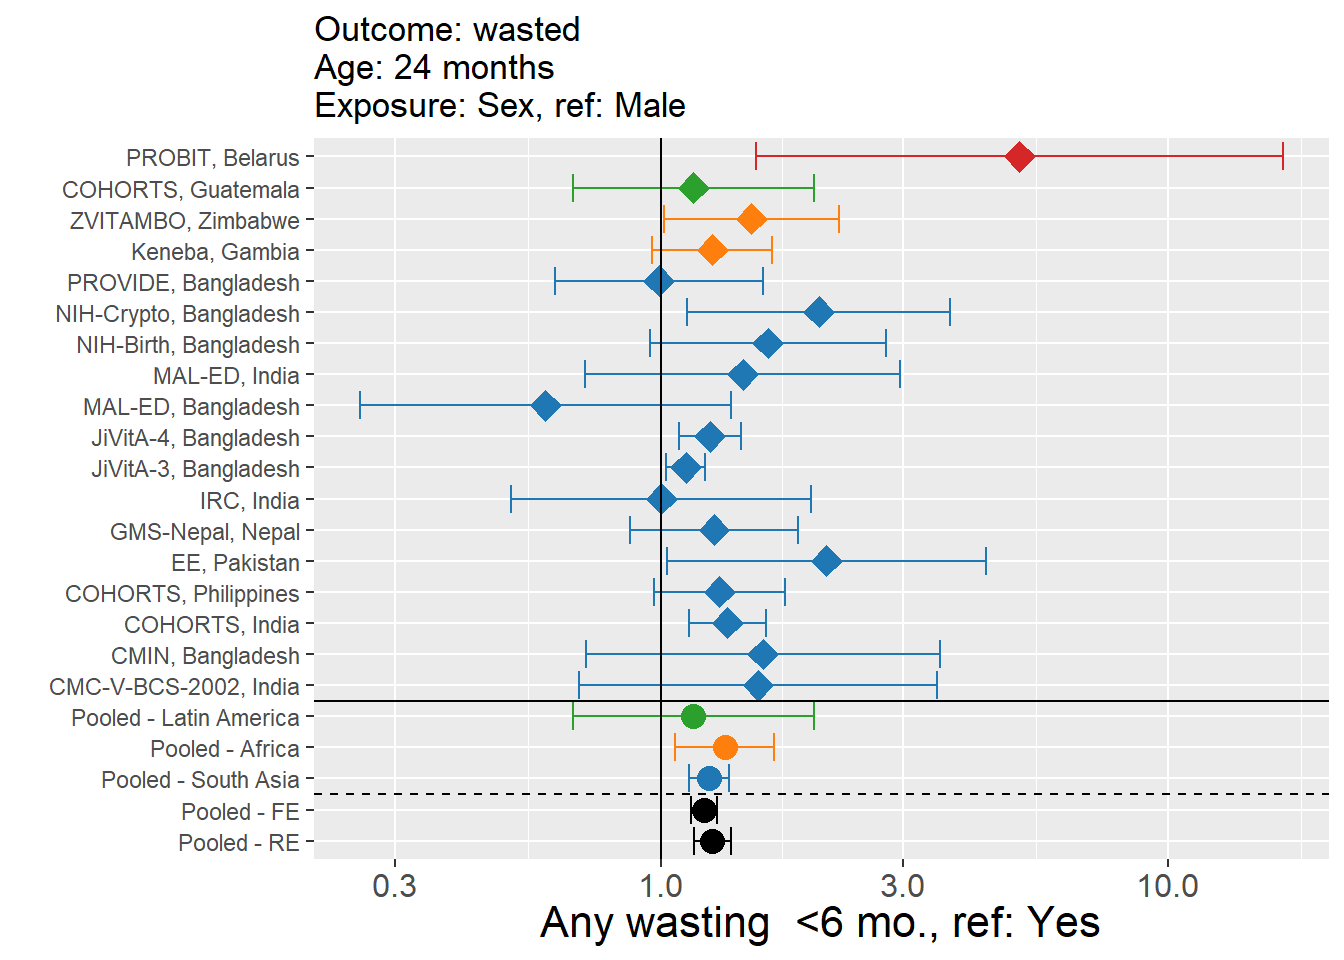 Outcome: wasted
Age: 24 months
Exposure: Sex, ref: Male
PROBIT, Belarus
COHORTS, Guatemala
ZVITAMBO, Zimbabwe
Keneba, Gambia
PROVIDE, Bangladesh
NIH-Crypto, Bangladesh
NIH-Birth, Bangladesh
MAL-ED, India
MAL-ED, Bangladesh
JiVitA-4, Bangladesh
JiVitA-3, Bangladesh
IRC, India
GMS-Nepal, Nepal
EE, Pakistan
COHORTS, Philippines
COHORTS, India
CMIN, Bangladesh
CMC-V-BCS-2002, India
Pooled - Latin America
Pooled - Africa
Pooled - South Asia
Pooled - FE
Pooled - RE
0.3 1.0 3.0 10.0
Any wasting  <6 mo., ref: Yes